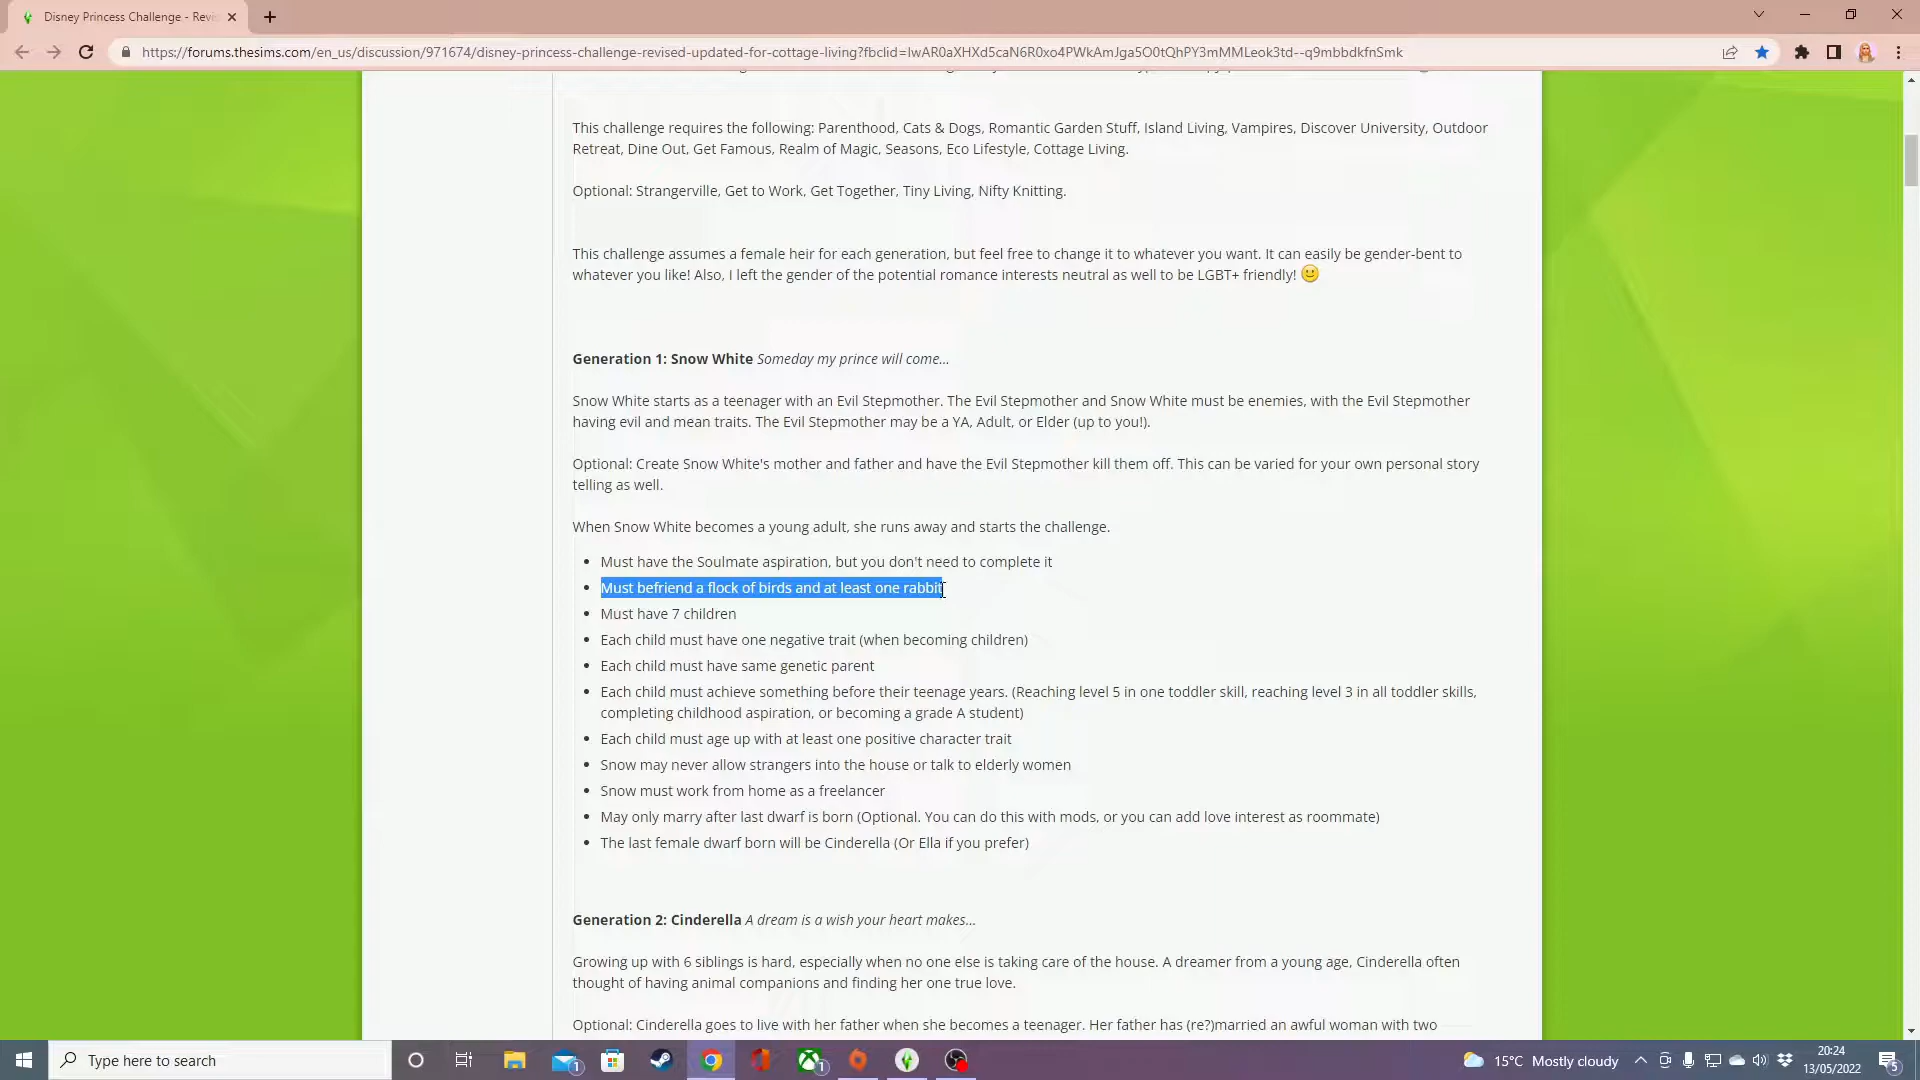 Disney Princess Challenge - Revis
https://forums.thesims.com/en_us/discussion/971674/disney-princess-challenge-revised-updated-for-cottage-living?fbclid=IwAR0aXHXd5caN6R0xo4PWkAmJga5O0tQhPY3mMMLeok3td--q9mbbdkfnSmk
This challenge requires the following: Parenthood, Cats & Dogs, Romantic Garden Stuff, Island Living, Vampires, Discover University, Outdoor
Retreat, Dine Out, Get Famous, Realm of Magic, Seasons, Eco Lifestyle, Cottage Living.
Optional: Strangerville, Get to Work, Get Together, Tiny Living, Nifty Knitting.
This challenge assumes a female heir for each generation, but feel free to change it to whatever you want. It can easily be gender-bent to
whatever you like! Also, I left the gender of the potential romance interests neutral as well to be LGBT+ friendly!
Generation 1: Snow White Someday my prince will come...
Snow White starts as a teenager with an Evil Stepmother. The Evil Stepmother and Snow White must be enemies, with the Evil Stepmother
having evil and mean traits. The Evil Stepmother may be a YA, Adult, or Elder (up to you!).
Optional: Create Snow White's mother and father and have the Evil Stepmother kill them off. This can be varied for your own personal story
telling as well.
When Snow White becomes a young adult, she runs away and starts the challenge.
• Must have the Soulmate aspiration, but you don't need to complete it
• Must befriend a flock of birds and at least one rabbit
• Must have 7 children
• Each child must have one negative trait (when becoming children)
• Each child must have same genetic parent
• Each child must achieve something before their teenage years. (Reaching level 5 in one toddler skill, reaching level 3 in all toddler skills,
completing childhood aspiration, or becoming a grade A student)
• Each child must age up with at least one positive character trait
• Snow may never allow strangers into the house or talk to elderly women
• Snow must work from home as a freelancer
• May only marry after last dwarf is born (Optional. You can do this with mods, or you can add love interest as roommate)
• The last female dwarf born will be Cinderella (Or Ella if you prefer)
Generation 2: Cinderella A dream is a wish your heart makes...
Growing up with 6 siblings is hard, especially when no one else is taking care of the house. A dreamer from a young age, Cinderella often
thought of having animal companions and finding her one true love.
Optional: Cinderella goes to live with her father when she becomes a teenager. Her father has (re?)married an awful woman with two
Type here to search
1
1
15°C Mostly cloudy
20:24
13/05/2022
5